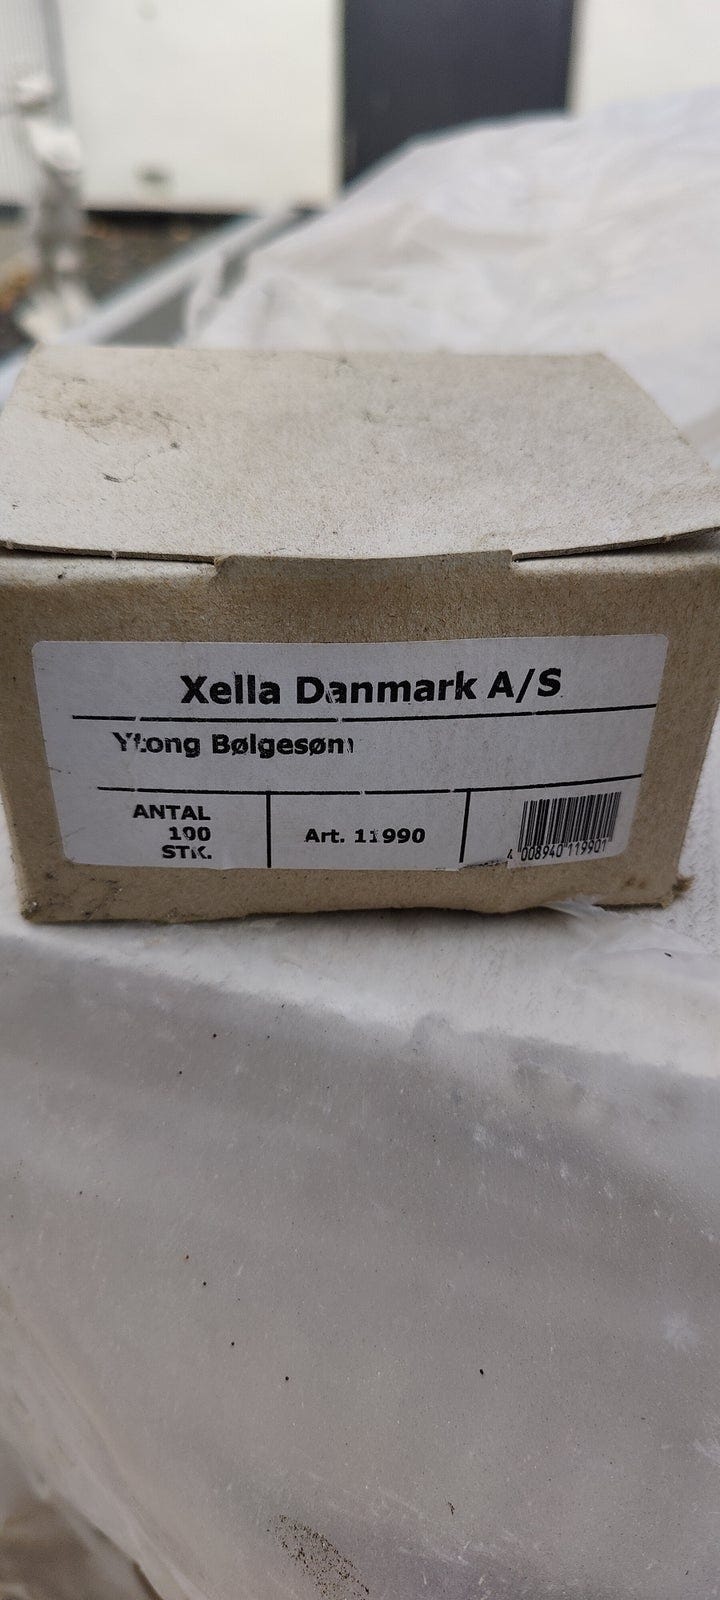 Xella Danmark A/S
Ytong Bølgesøm
ANTAL
100
STK.
Art. 11990
4 008940 119901